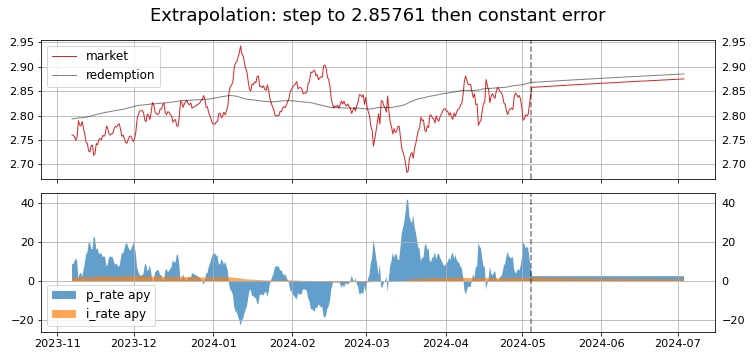 Extrapolation: step to 2.85761 then constant error
2.95 2.95
2.90 2.90
2.85 2.85
2.80 2.80
2.75 2.75
2.70 2.70
market
redemption
40 40
20 20
0 0
−20 −20
p_rate apy
i_rate apy
2023-11 2023-12 2024-01 2024-02 2024-03 2024-04 2024-05 2024-06 2024-07